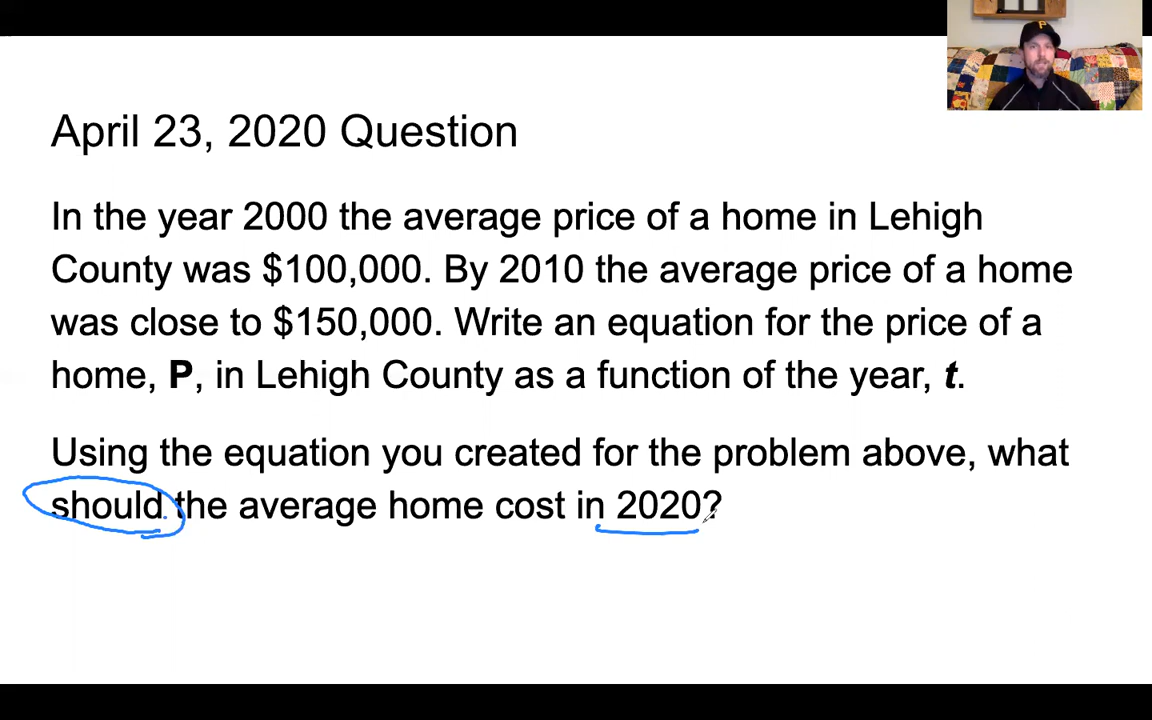 April 23, 2020 Question
In the year 2000 the average price of a home in Lehigh
County was $100,000. By 2010 the average price of a home
was close to $150,000. Write an equation for the price of a
home, P, in Lehigh County as a function of the year, t.
Using the equation you created for the problem above, what
should the average home cost in 2020?